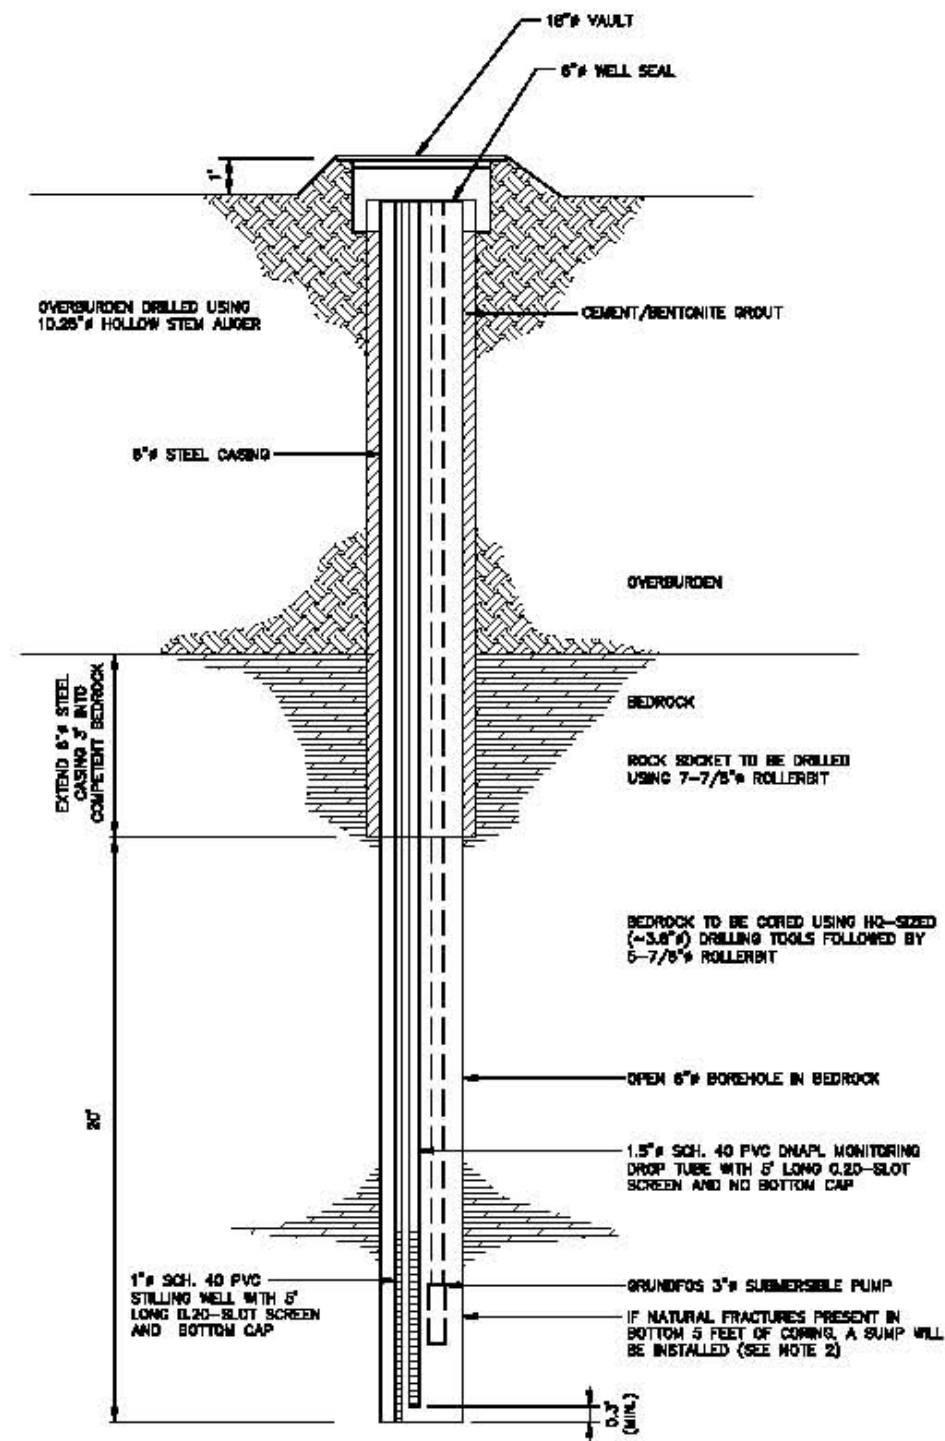 18"ø VAULT
6"ø WELL SEAL
1"
OVERBURDEN DRILLED USING
10.25"ø HOLLOW STEM AUGER
CEMENT/BENTONITE GROUT
6"ø STEEL CASING
OVERBURDEN
EXTEND 6"ø STEEL
CASING 3' INTO
COMPETENT BEDROCK
BEDROCK
ROCK SOCKET TO BE DRILLED
USING 7-7/8"ø ROLLERBIT
BEDROCK TO BE CORED USING HQ-SIZED
(~3.8"ø) DRILLING TOOLS FOLLOWED BY
5-7/8"ø ROLLERBIT
OPEN 6"ø BOREHOLE IN BEDROCK
20'
1.5"ø SCH. 40 PVC DNAPL MONITORING
DROP TUBE WITH 5' LONG 0.20-SLOT
SCREEN AND NO BOTTOM CAP
1"ø SCH. 40 PVC
STILLING WELL WITH 5'
LONG 0.20-SLOT SCREEN
AND BOTTOM CAP
GRUNDFOS 3"ø SUBMERSIBLE PUMP
IF NATURAL FRACTURES PRESENT IN
BOTTOM 5 FEET OF CORING, A SUMP WILL
BE INSTALLED (SEE NOTE 2)
0.3'
(MIN.)